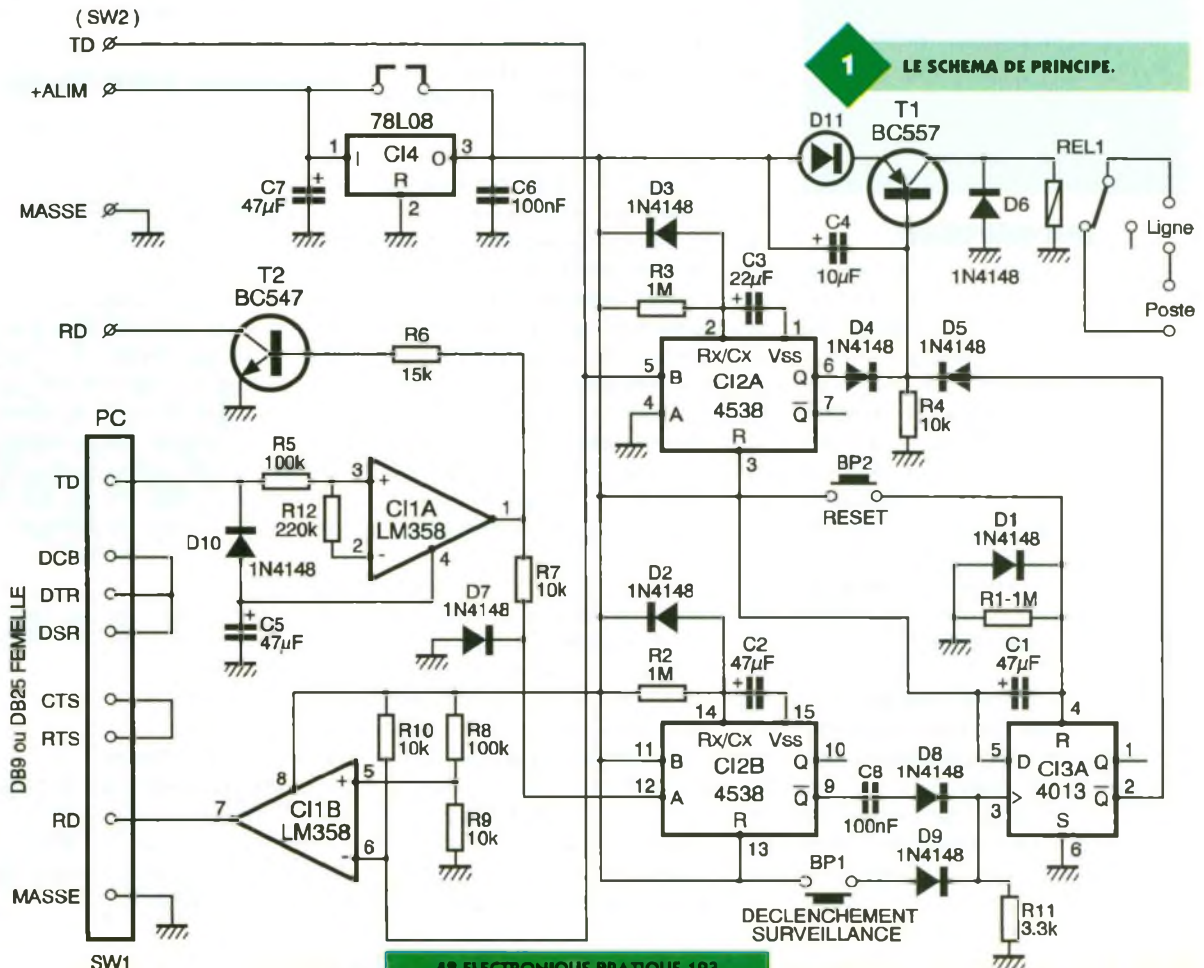 ( SW2 )
TD
+ALIM
MASSE
78L08
1 I CI4 O 3
R
2
C7 +
47µF
C6
100nF
1 LE SCHEMA DE PRINCIPE.
T1
BC557
D11
REL1
D6
1N4148
Ligne
Poste
C4
+
10µF
D3
1N4148
R3
1M
C3
22µF
+
2 1
Rx/Cx Vss
5 B CI2A Q 6
4 A 4538 Q 7
R
3
D4
1N4148
D5
1N4148
R4
10k
BP2
RESET
T2
BC547
RD
R6
15k
PC
DB9 ou DB25 FEMELLE
TD
DCB
DTR
DSR
CTS
RTS
RD
MASSE
SW1
R5
100k
R12
220k
3 +
2 -
CI1A
LM358
1
4
D10
1N4148
+
C5
47µF
D7
1N4148
R7
10k
R10
10k
R8
100k
R9
10k
8
7
CI1B
LM358
+ 5
- 6
D2
1N4148
R2
1M
C2
47µF
+
14 15
Rx/Cx Vss
11 B CI2B Q 10
12 A 4538 Q 9
R
13
C8
100nF
D8
1N4148
D9
1N4148
BP1
DECLENCHEMENT
SURVEILLANCE
D1
1N4148
R1-1M
C1
47µF
+
4
R
5 D CI3A Q 1
3 > 4013 Q 2
S
6
R11
3.3k
48 ELECTRONIQUE PRATIQUE 193